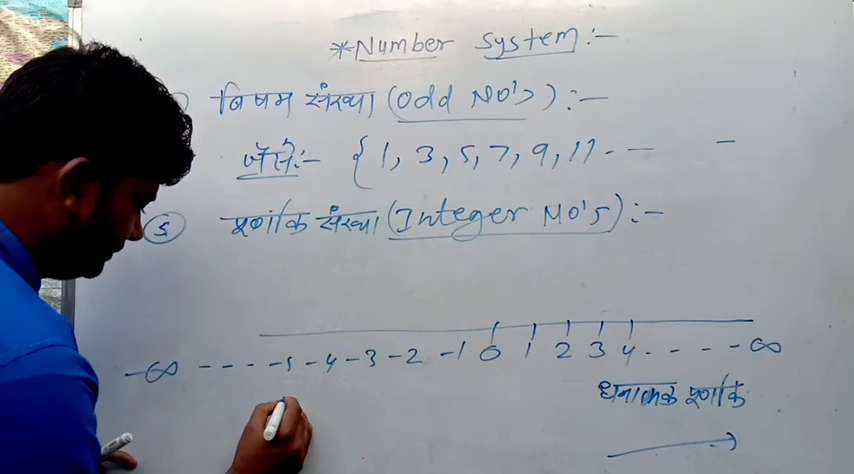 *Number System:-
विषम संख्या (odd NO's):-
जैसे:- { 1, 3, 5, 7, 9, 11 - — —
5 पूर्णांक संख्या (Integer NO's):-
-∞ - - - -5 -4 -3 -2 -1 0 1 2 3 4 - - - - ∞
धनात्मक पूर्णांक